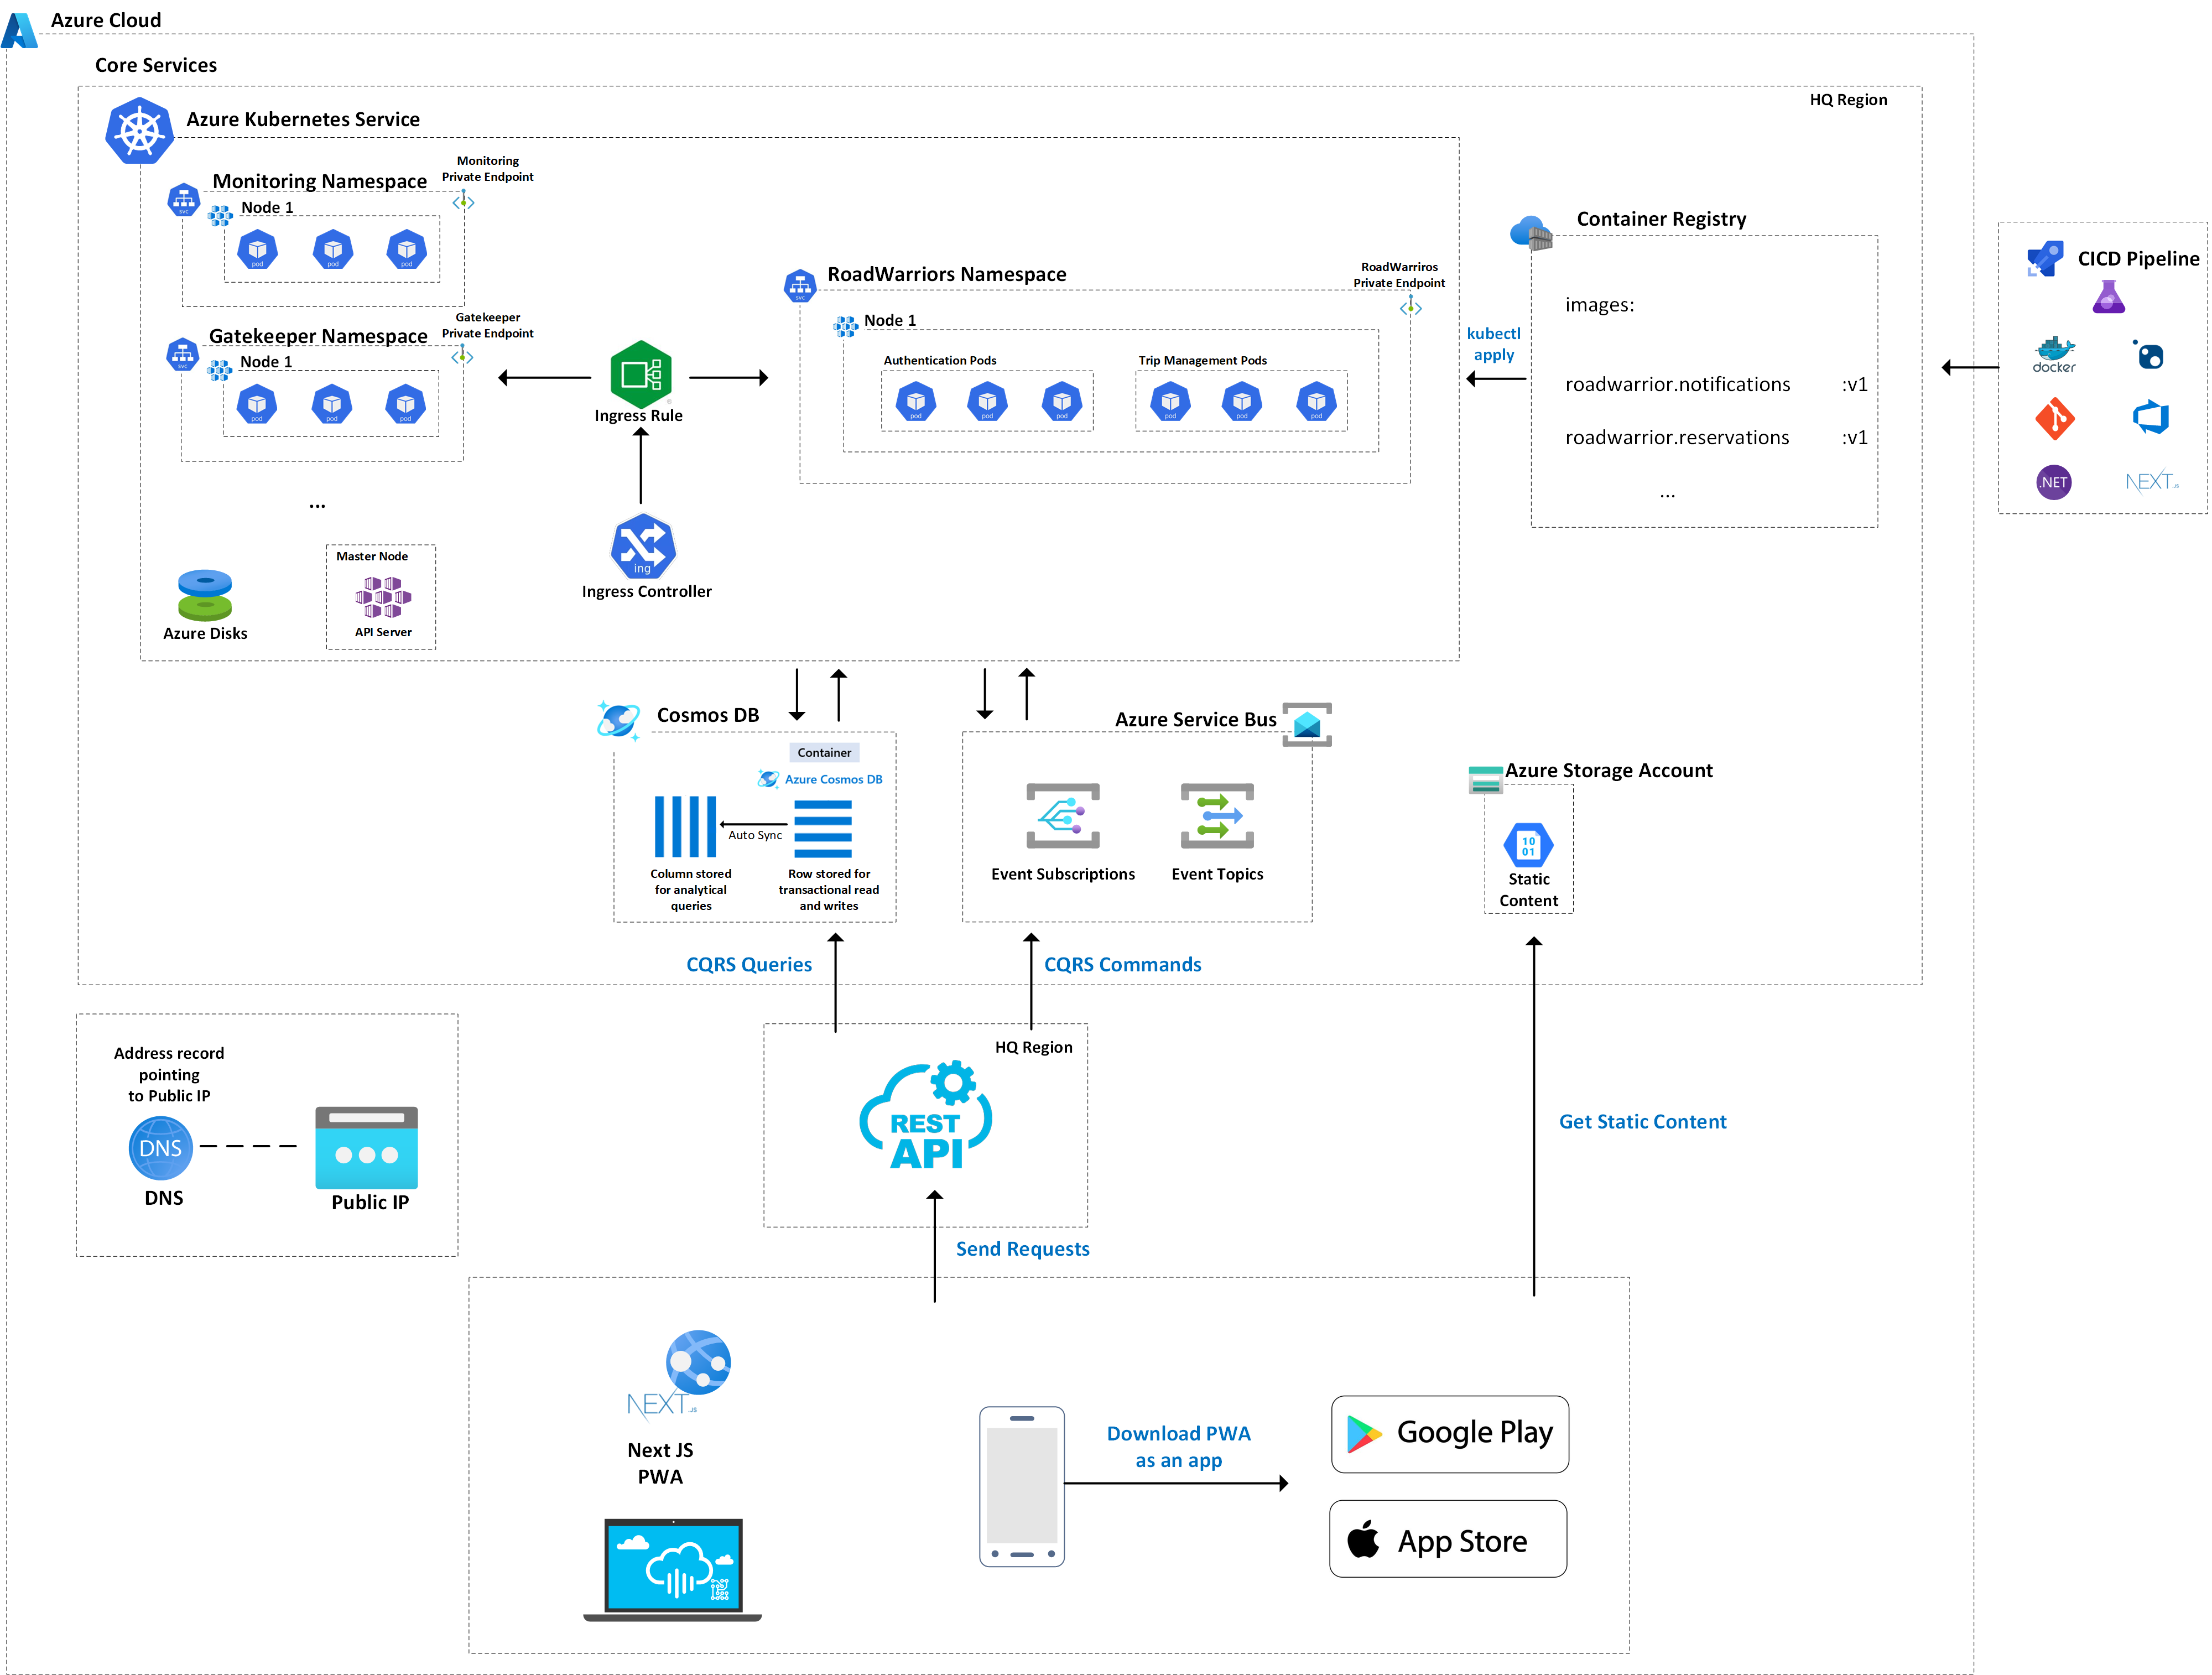 Azure Cloud
Core Services
HQ Region
Azure Kubernetes Service
Monitoring
Private Endpoint
Monitoring Namespace
svc
Node 1
pod
pod
pod
Gatekeeper
Private Endpoint
Gatekeeper Namespace
svc
Node 1
pod
pod
pod
...
Azure Disks
Master Node
API Server
Ingress Rule
ing
Ingress Controller
RoadWarriors Namespace
svc
RoadWarriros
Private Endpoint
Node 1
Authentication Pods
pod
pod
pod
Trip Management Pods
pod
pod
pod
kubectl
apply
Container Registry
images:
roadwarrior.notifications :v1
roadwarrior.reservations :v1
...
CICD Pipeline
docker
.NET
NEXT.JS
Cosmos DB
Container
Azure Cosmos DB
Auto Sync
Column stored
for analytical
queries
Row stored for
transactional read
and writes
Azure Service Bus
Event Subscriptions
Event Topics
Azure Storage Account
10
01
Static
Content
CQRS Queries
CQRS Commands
HQ Region
REST
API
Address record
pointing
to Public IP
DNS
DNS
Public IP
Get Static Content
Send Requests
NEXT.JS
Next JS
PWA
Download PWA
as an app
Google Play
App Store